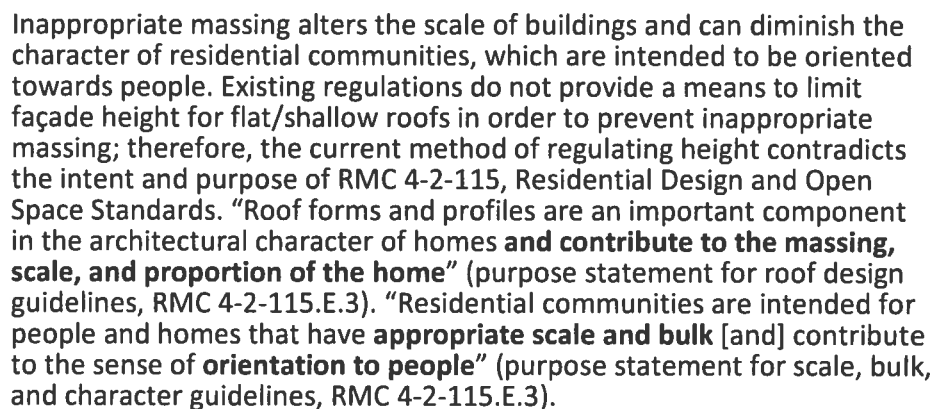 Inappropriate massing alters the scale of buildings and can diminish the
character of residential communities, which are intended to be oriented
towards people. Existing regulations do not provide a means to limit
façade height for flat/shallow roofs in order to prevent inappropriate
massing; therefore, the current method of regulating height contradicts
the intent and purpose of RMC 4-2-115, Residential Design and Open
Space Standards. “Roof forms and profiles are an important component
in the architectural character of homes and contribute to the massing,
scale, and proportion of the home” (purpose statement for roof design
guidelines, RMC 4-2-115.E.3). “Residential communities are intended for
people and homes that have appropriate scale and bulk [and] contribute
to the sense of orientation to people” (purpose statement for scale, bulk,
and character guidelines, RMC 4-2-115.E.3).